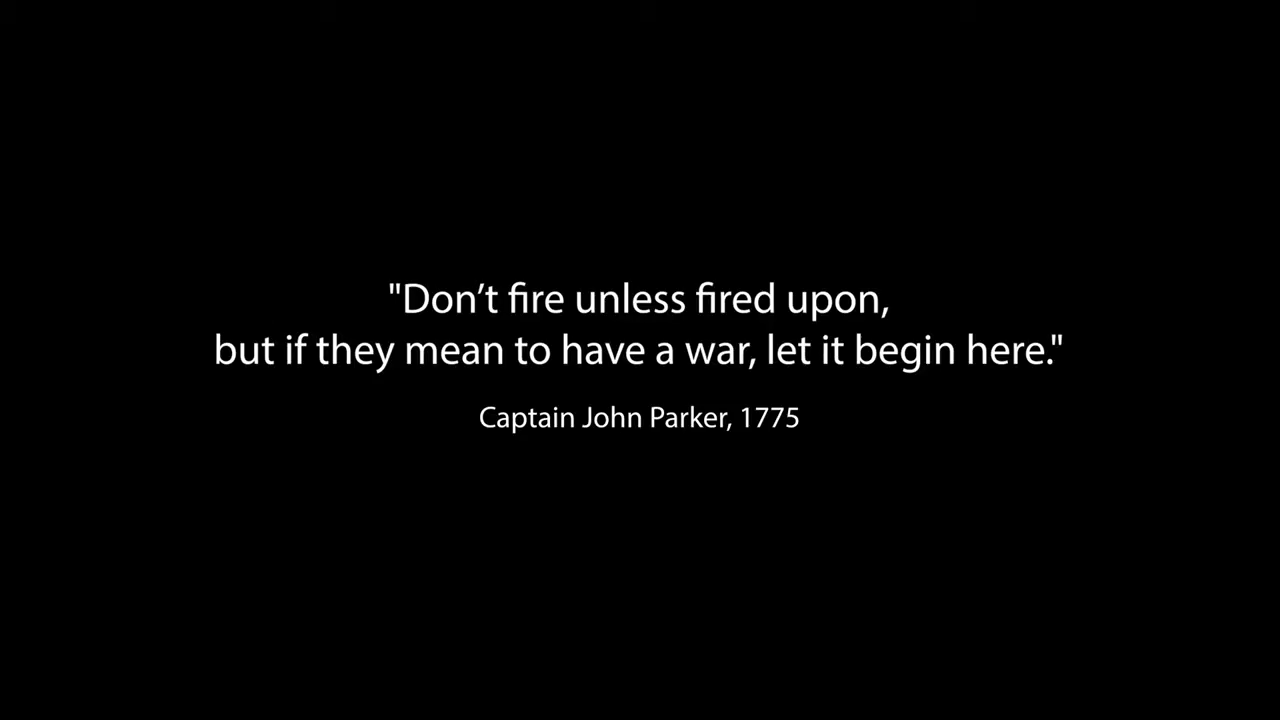 "Don’t fire unless fired upon,
but if they mean to have a war, let it begin here."
Captain John Parker, 1775